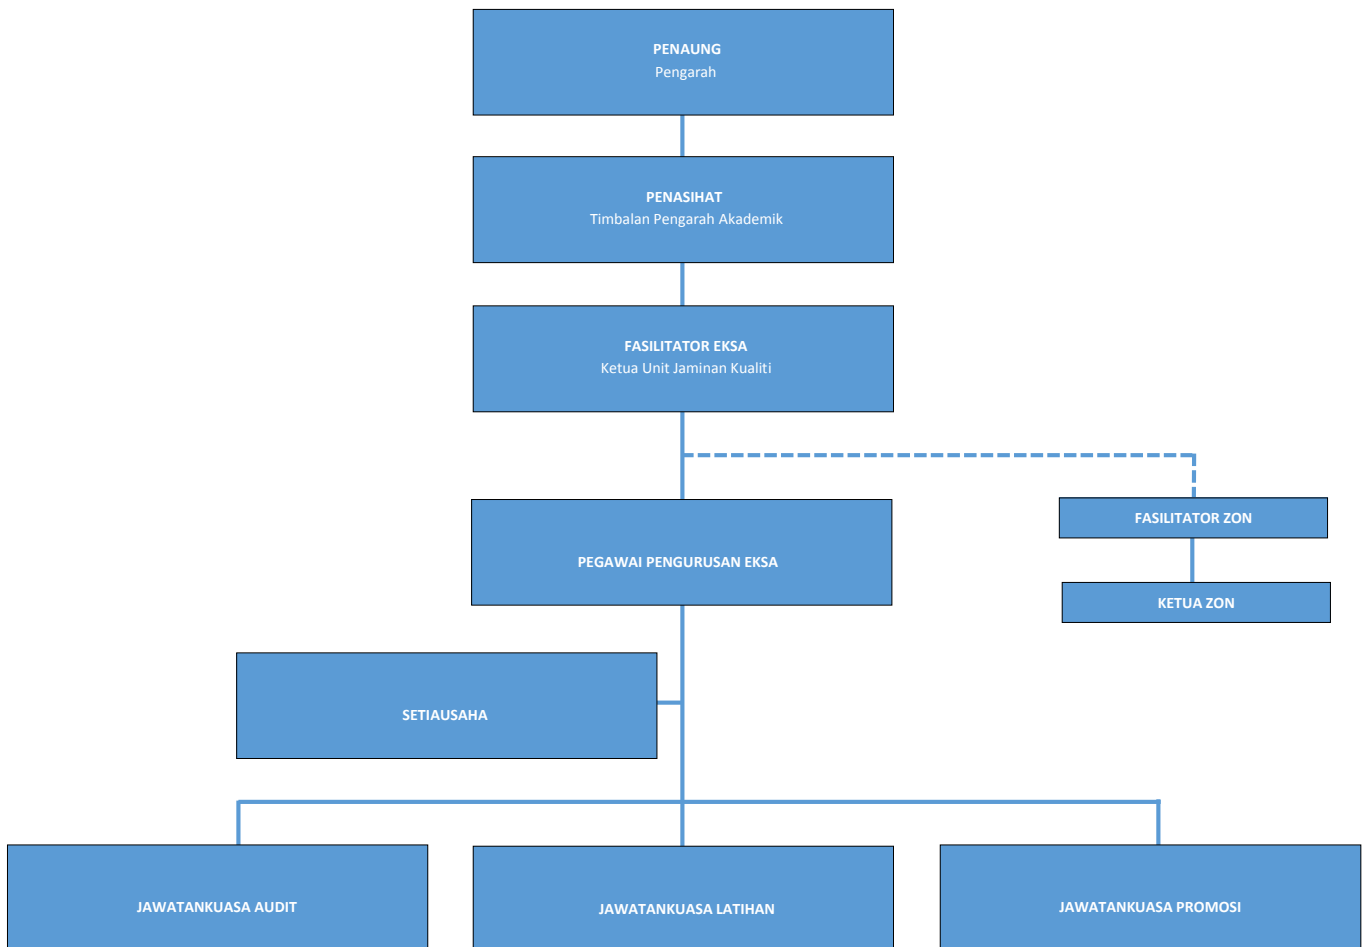 PENAUNG
Pengarah
PENASIHAT
Timbalan Pengarah Akademik
FASILITATOR EKSA
Ketua Unit Jaminan Kualiti
PEGAWAI PENGURUSAN EKSA
FASILITATOR ZON
KETUA ZON
SETIAUSAHA
JAWATANKUASA AUDIT
JAWATANKUASA LATIHAN
JAWATANKUASA PROMOSI